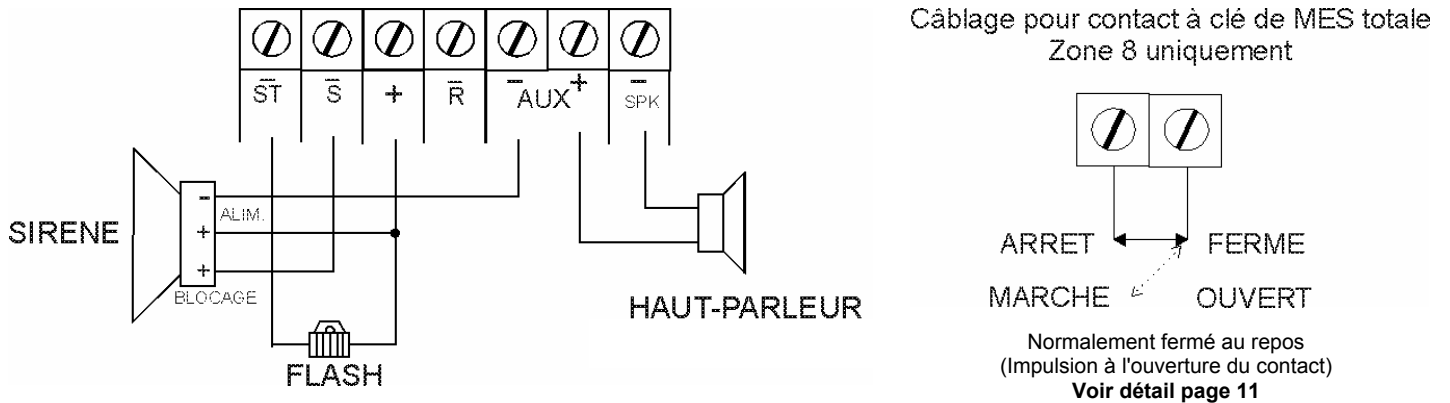 S̅T̅ S̅ + R̅ − AUX + − SPK
SIRENE
− ALIM.
+
+
BLOCAGE
FLASH
HAUT-PARLEUR
Câblage pour contact à clé de MES totale
Zone 8 uniquement
ARRET FERME
MARCHE OUVERT
Normalement fermé au repos
(Impulsion à l'ouverture du contact)
Voir détail page 11